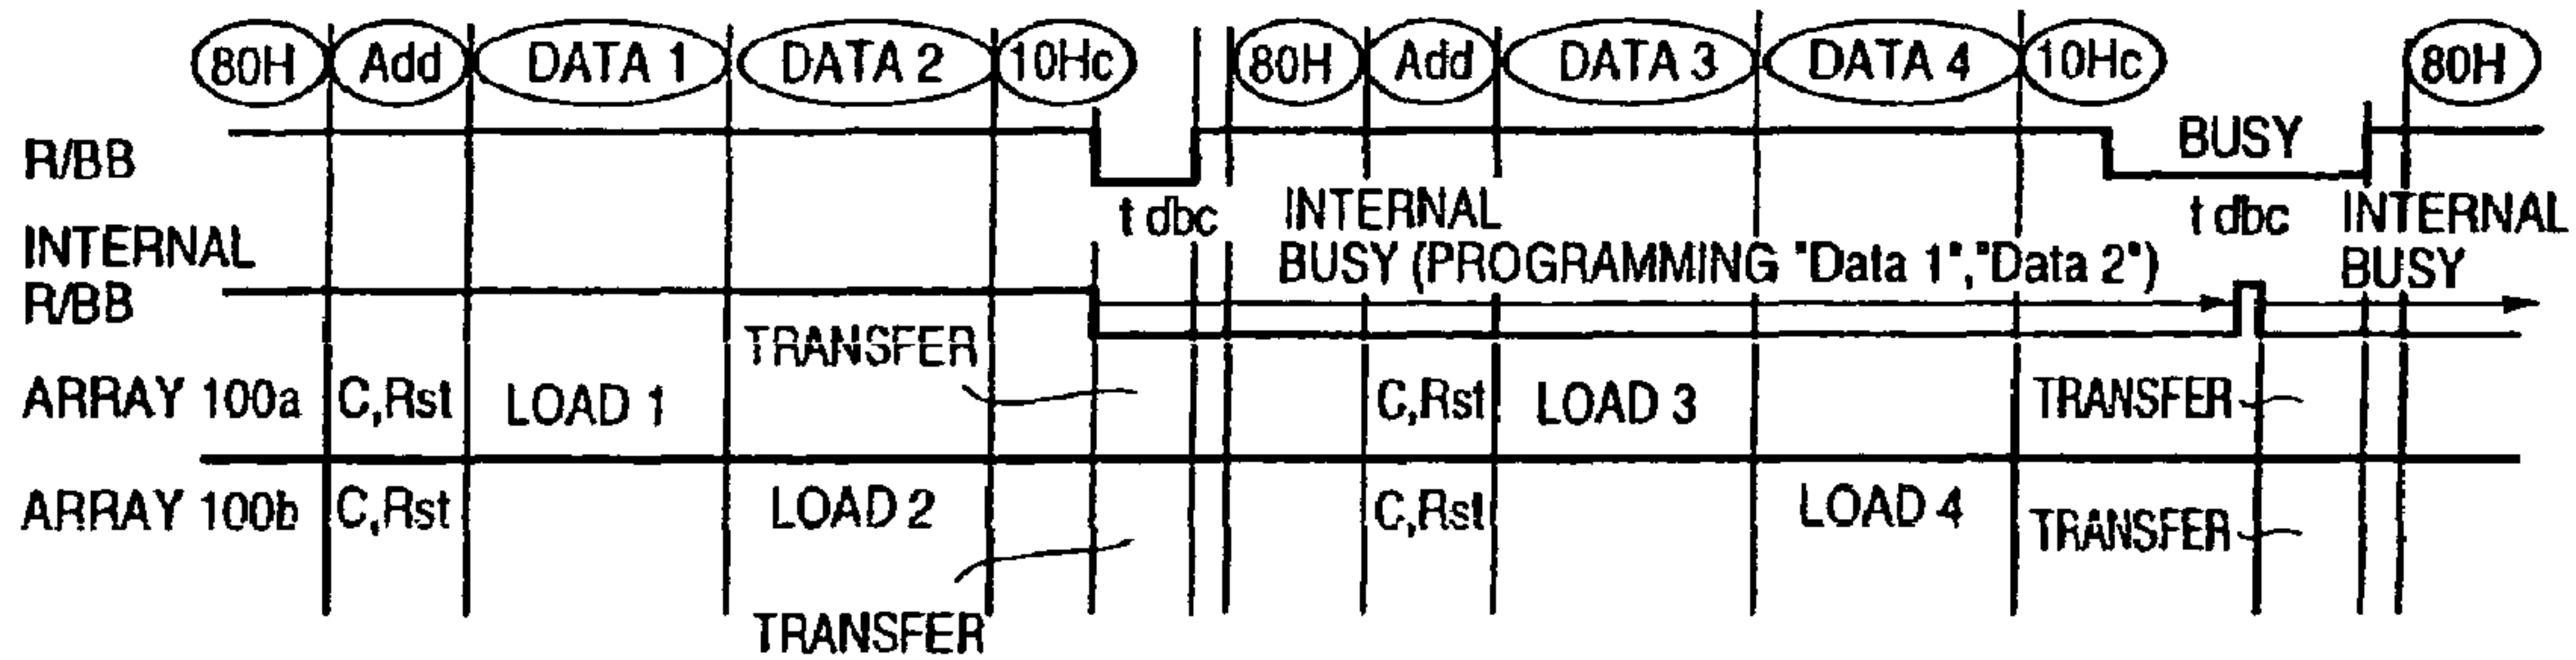 80H Add DATA 1 DATA 2 10Hc 80H Add DATA 3 DATA 4 10Hc 80H
R/BB
BUSY
t dbc
INTERNAL
BUSY (PROGRAMMING "Data 1","Data 2")
t dbc
INTERNAL
BUSY
INTERNAL
R/BB
TRANSFER
ARRAY 100a C,Rst LOAD 1 C,Rst LOAD 3 TRANSFER
ARRAY 100b C,Rst LOAD 2 C,Rst LOAD 4 TRANSFER
TRANSFER